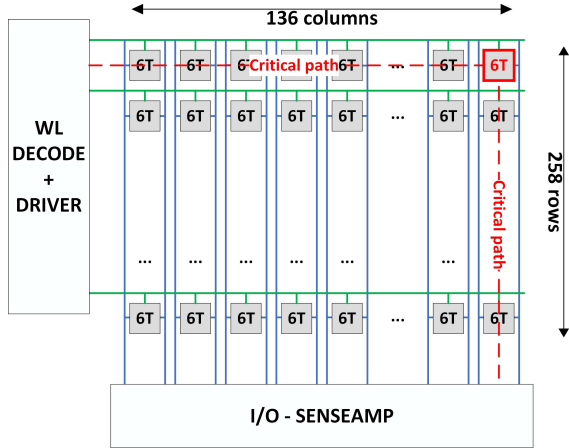 136 columns
6T 6T 6T 6T 6T ... 6T 6T
Critical path
6T 6T 6T 6T 6T ... 6T 6T
WL
DECODE
+
DRIVER
258 rows
Critical path
... ... ... ... ... ... ...
6T 6T 6T 6T 6T ... 6T 6T
I/O - SENSEAMP